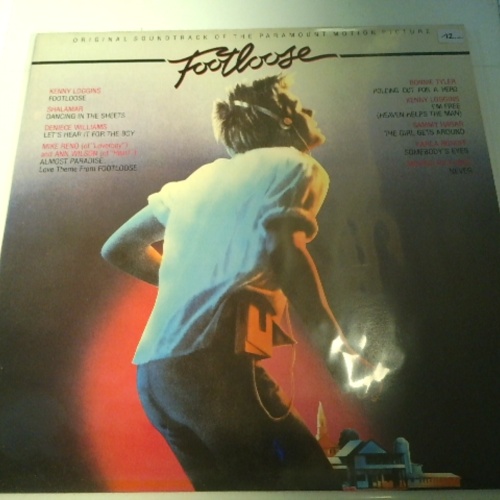 ORIGINAL SOUNDTRACK OF THE PARAMOUNT MOTION PICTURE
Footloose
KENNY LOGGINS
FOOTLOOSE
SHALAMAR
DANCING IN THE SHEETS
DENIECE WILLIAMS
LET'S HEAR IT FOR THE BOY
MIKE RENO (of "Loverboy")
and ANN WILSON (of "Heart")
ALMOST PARADISE...
Love Theme From FOOTLOOSE
BONNIE TYLER
HOLDING OUT FOR A HERO
KENNY LOGGINS
I'M FREE
(HEAVEN HELPS THE MAN)
SAMMY HAGAR
THE GIRL GETS AROUND
KARLA BONOFF
SOMEBODY'S EYES
NEVER